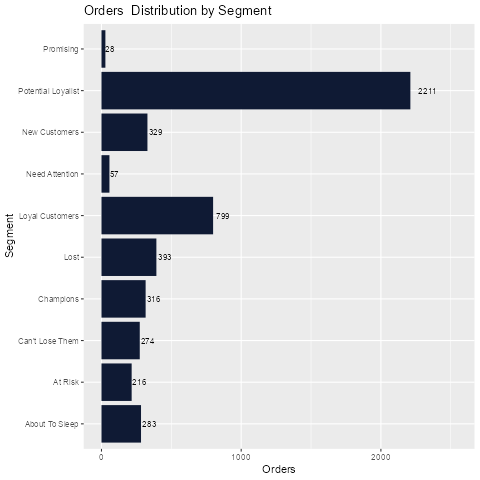 Orders  Distribution by Segment
Segment
Promising 28
Potential Loyalist 2211
New Customers 329
Need Attention 57
Loyal Customers 799
Lost 393
Champions 316
Can't Lose Them 274
At Risk 216
About To Sleep 283
0 1000 2000
Orders